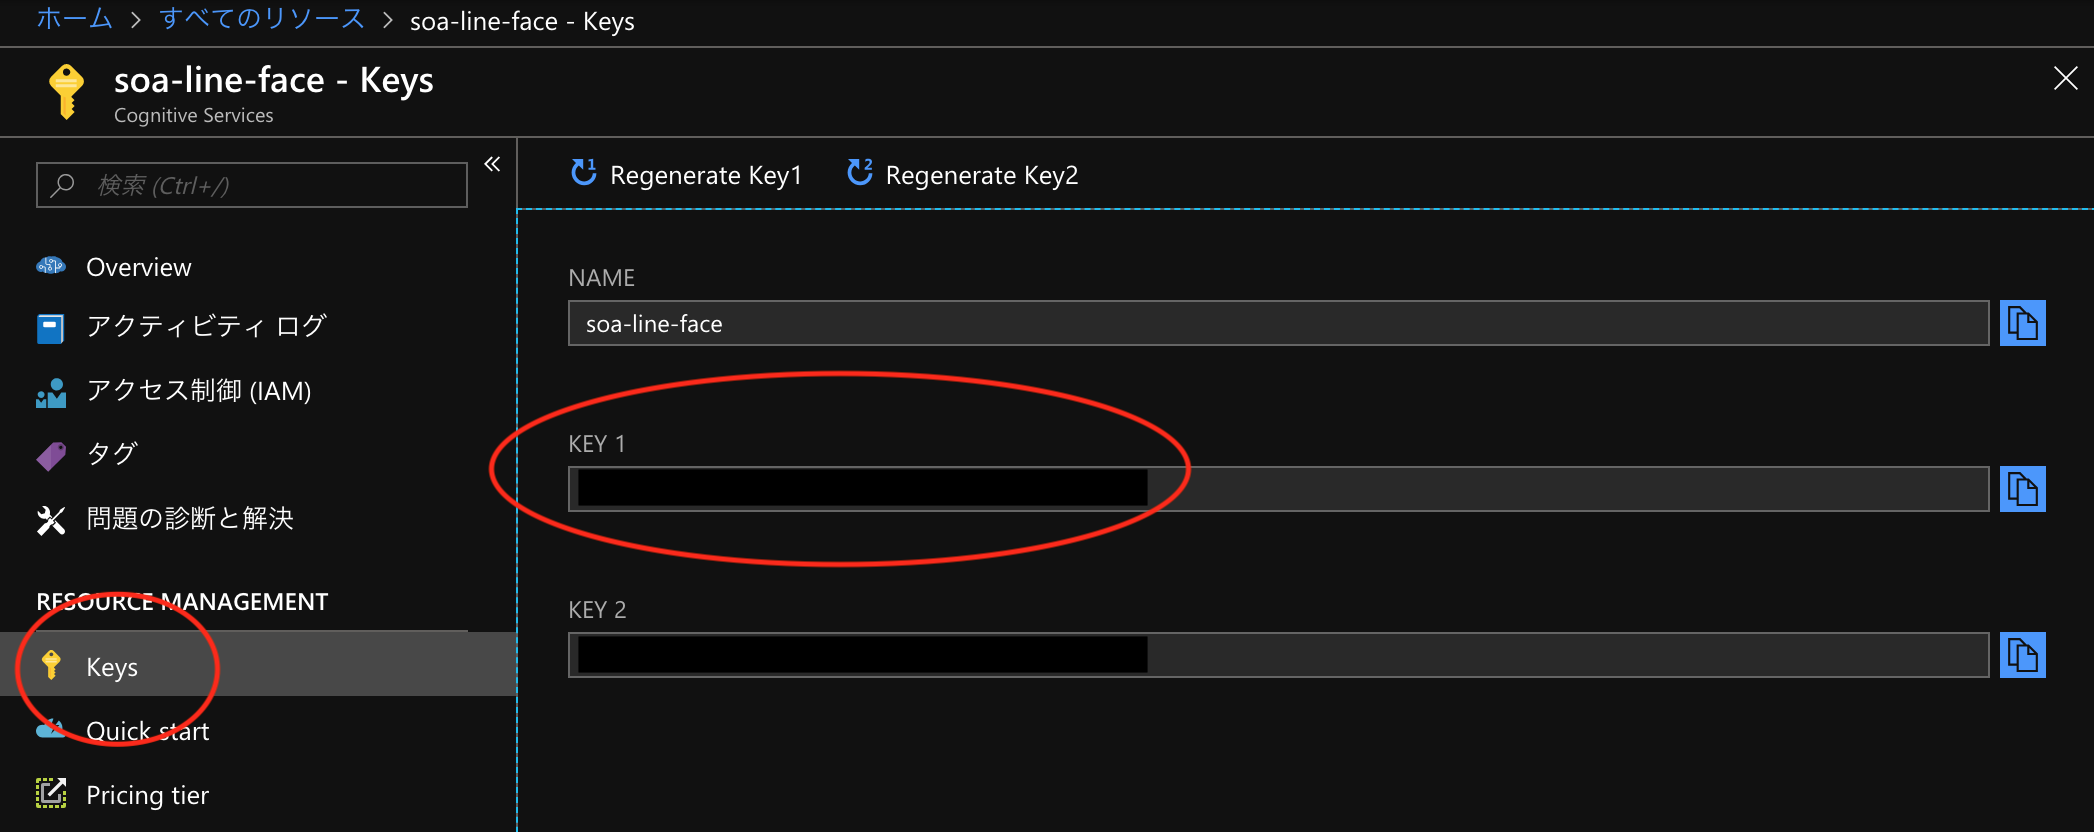 ホーム > すべてのリソース > soa-line-face - Keys
soa-line-face - Keys
Cognitive Services
検索 (Ctrl+/)
«
Overview
アクティビティ ログ
アクセス制御 (IAM)
タグ
問題の診断と解決
RESOURCE MANAGEMENT
Keys
Quick start
Pricing tier
1 Regenerate Key1
2 Regenerate Key2
NAME
soa-line-face
KEY 1
KEY 2